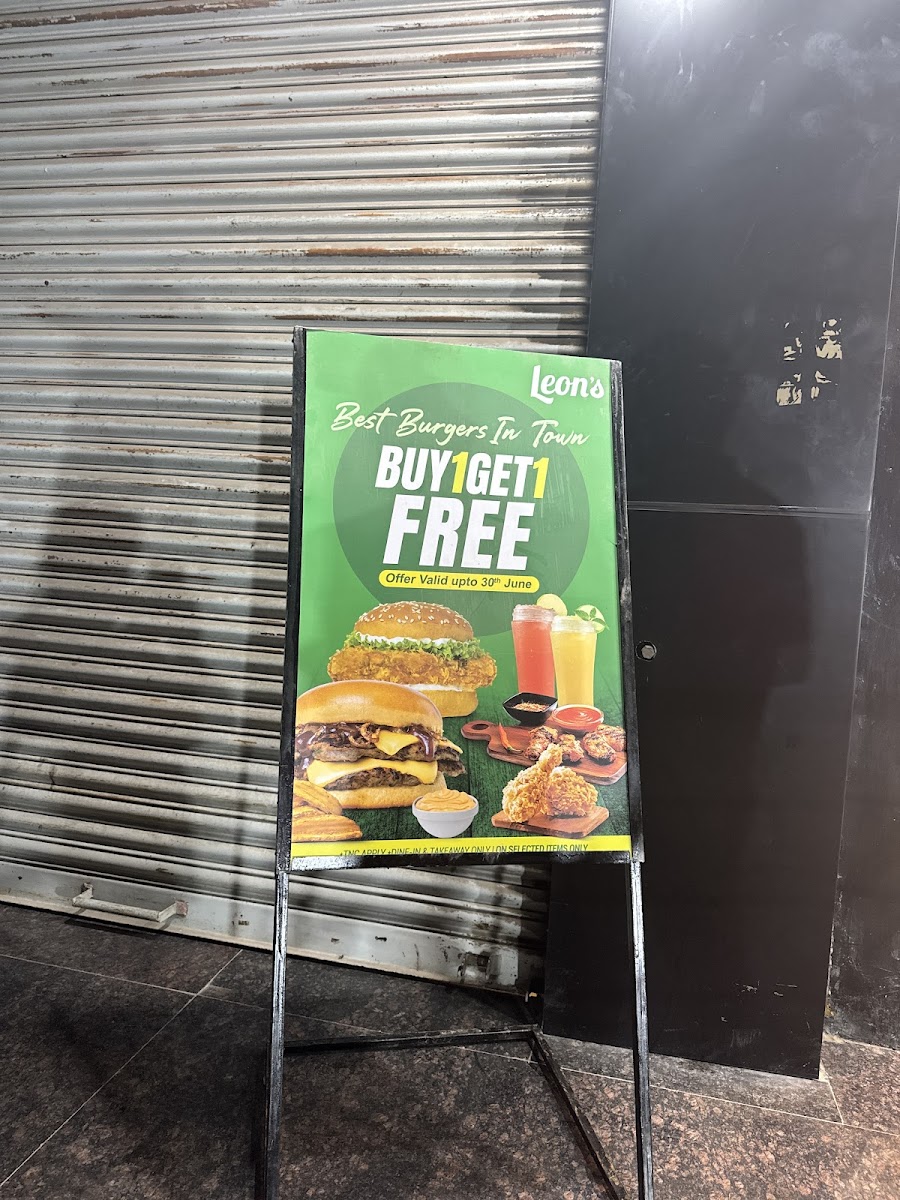 Leon's
Best Burgers In Town
BUY1GET1
FREE
Offer Valid upto 30th June
*TNC APPLY *DINE-IN & TAKEAWAY ONLY | ON SELECTED ITEMS ONLY